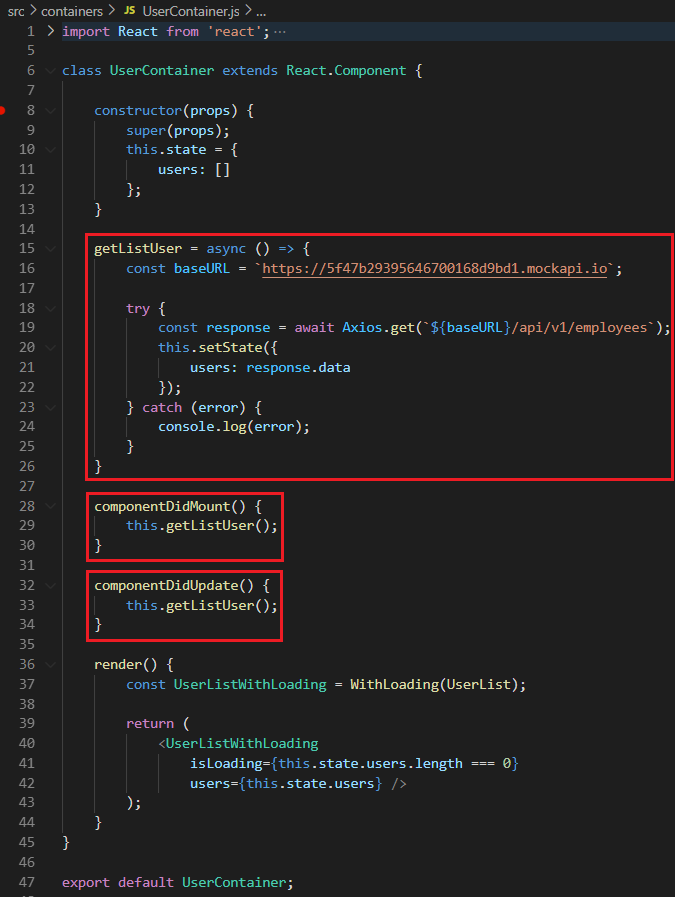 src > containers > JS UserContainer.js > ...
1 > import React from 'react'; ...
5
6 class UserContainer extends React.Component {
7
8 constructor(props) {
9 super(props);
10 this.state = {
11 users: []
12 };
13 }
14
15 getListUser = async () => {
16 const baseURL = `https://5f47b29395646700168d9bd1.mockapi.io`;
17
18 try {
19 const response = await Axios.get(`${baseURL}/api/v1/employees`);
20 this.setState({
21 users: response.data
22 });
23 } catch (error) {
24 console.log(error);
25 }
26 }
27
28 componentDidMount() {
29 this.getListUser();
30 }
31
32 componentDidUpdate() {
33 this.getListUser();
34 }
35
36 render() {
37 const UserListWithLoading = WithLoading(UserList);
38
39 return (
40 <UserListWithLoading
41 isLoading={this.state.users.length === 0}
42 users={this.state.users} />
43 );
44 }
45 }
46
47 export default UserContainer;